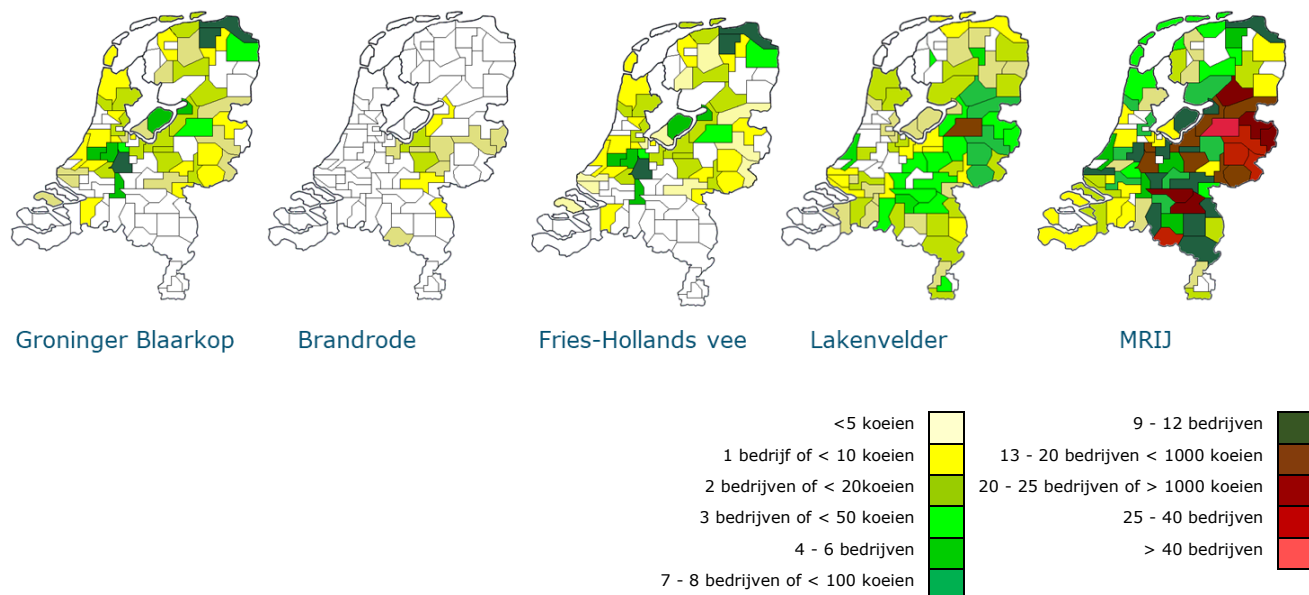 Groninger Blaarkop
Brandrode
Fries-Hollands vee
Lakenvelder
MRIJ
<5 koeien
1 bedrijf of < 10 koeien
2 bedrijven of < 20koeien
3 bedrijven of < 50 koeien
4 - 6 bedrijven
7 - 8 bedrijven of < 100 koeien
9 - 12 bedrijven
13 - 20 bedrijven < 1000 koeien
20 - 25 bedrijven of > 1000 koeien
25 - 40 bedrijven
> 40 bedrijven